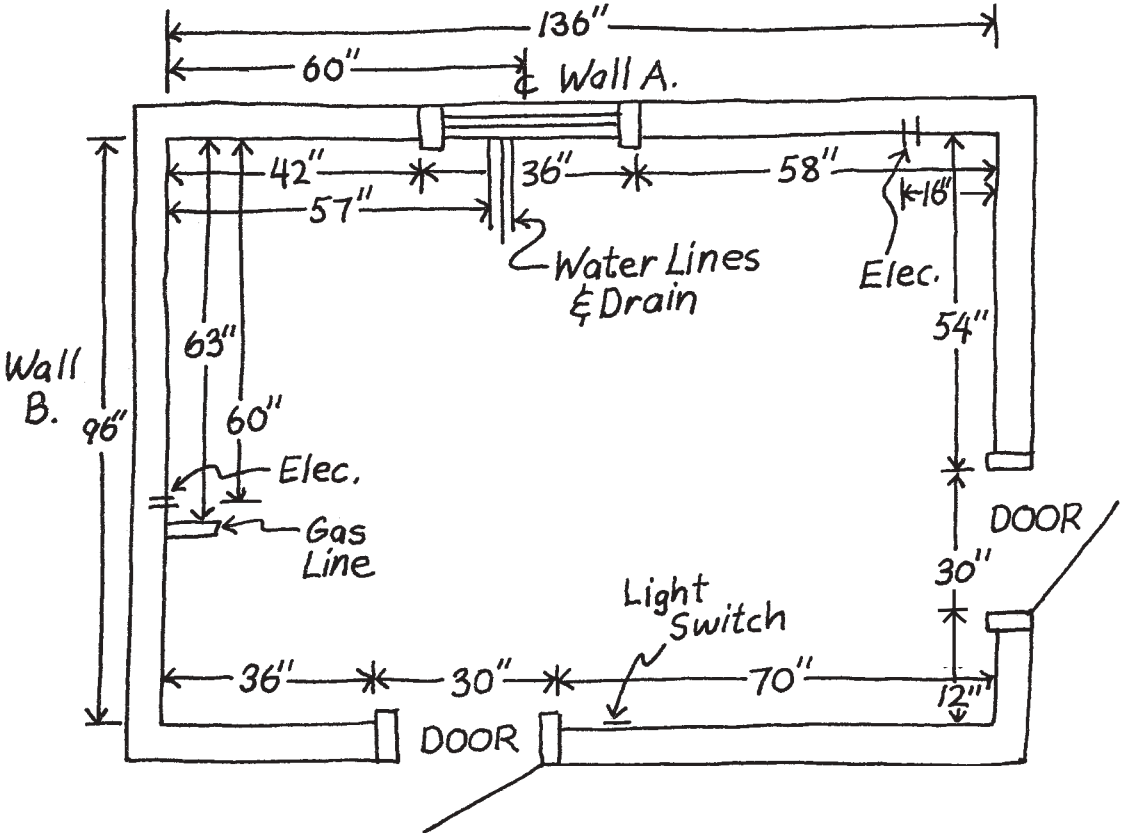 136"
60"
℄ Wall A.
42"
36"
58"
57"
16"
Water Lines
& Drain
Elec.
63"
54"
Wall
B.
96"
60"
Elec.
Gas
Line
DOOR
30"
Light
Switch
36"
30"
70"
12"
DOOR